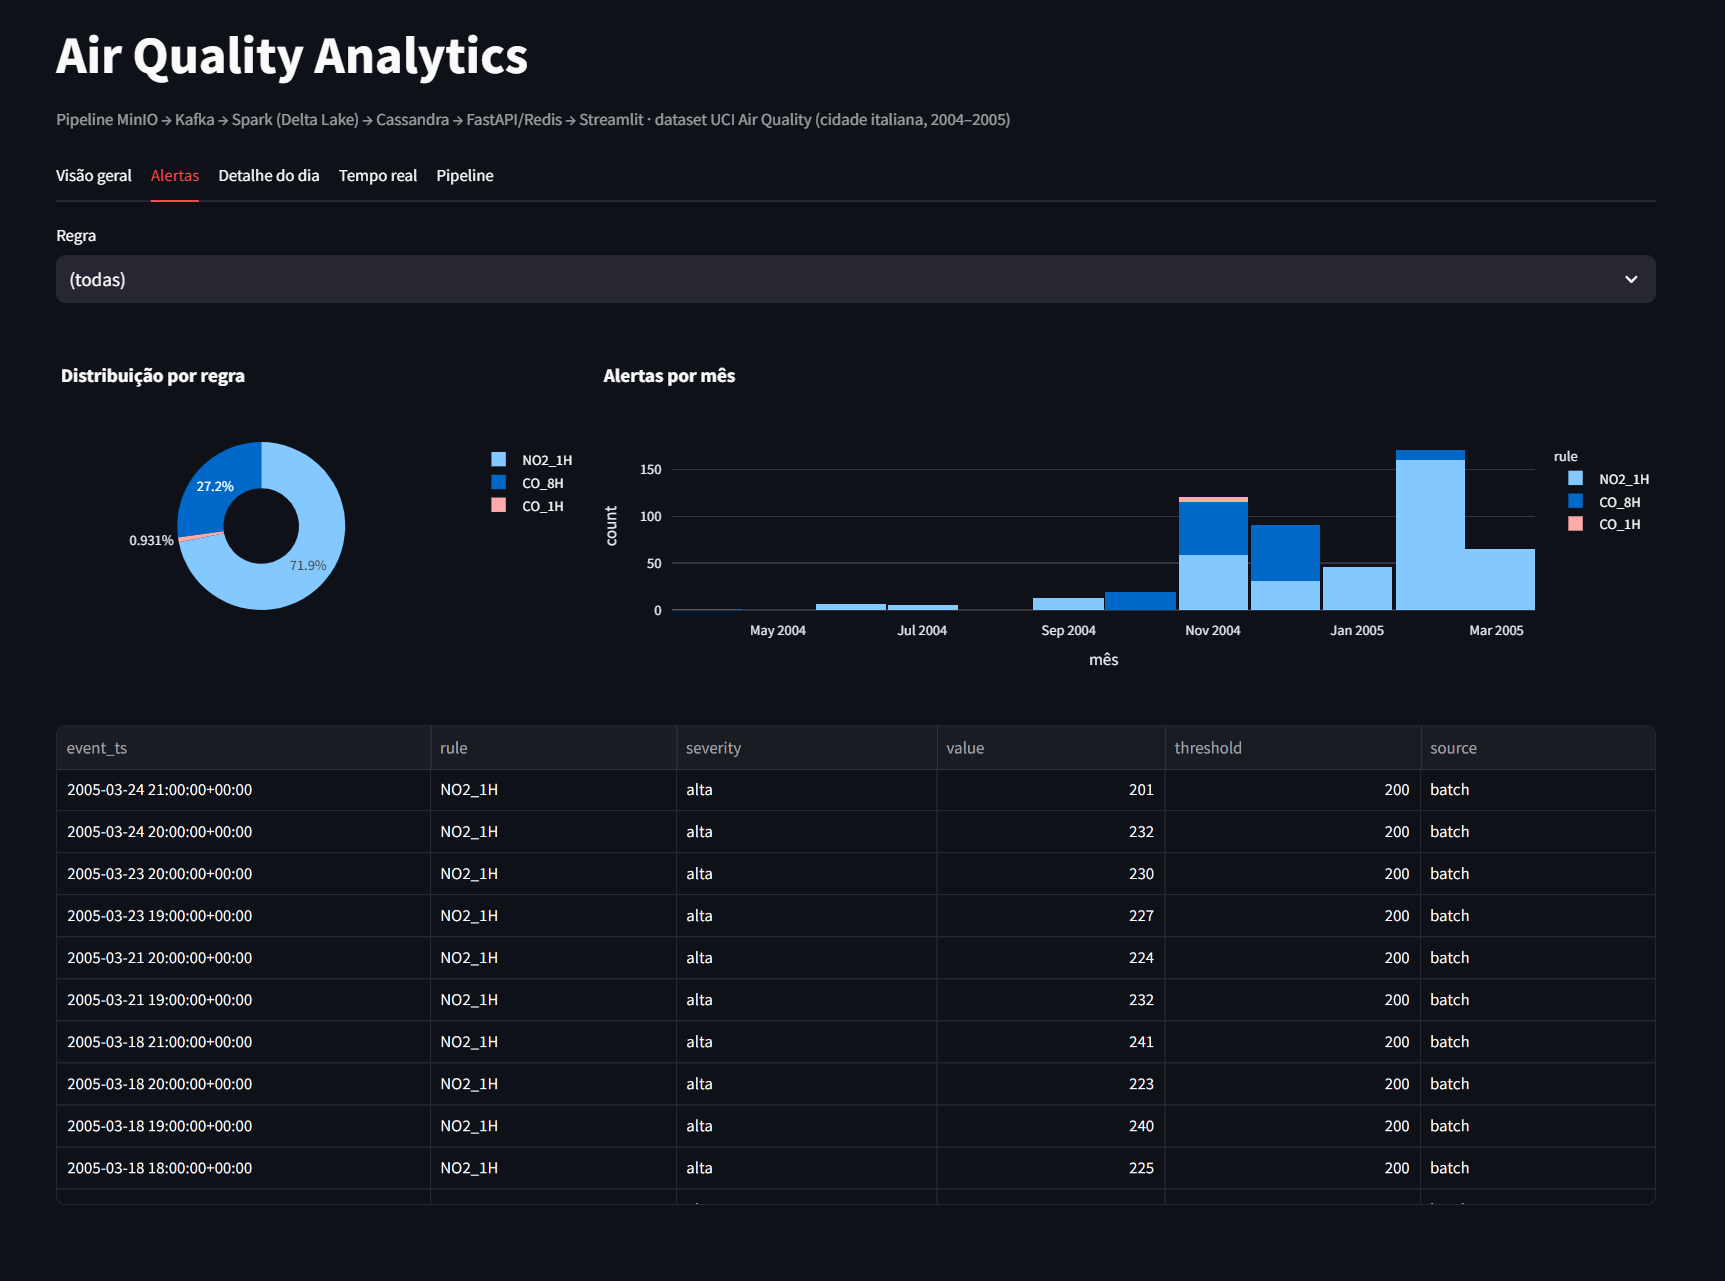 Air Quality Analytics
Pipeline MinIO → Kafka → Spark (Delta Lake) → Cassandra → FastAPI/Redis → Streamlit · dataset UCI Air Quality (cidade italiana, 2004–2005)
Visão geral Alertas Detalhe do dia Tempo real Pipeline
Regra
(todas)
Distribuição por regra
27.2%
0.931%
71.9%
NO2_1H
CO_8H
CO_1H
Alertas por mês
count
150
100
50
0
May 2004 Jul 2004 Sep 2004 Nov 2004 Jan 2005 Mar 2005
mês
rule
NO2_1H
CO_8H
CO_1H
event_ts rule severity value threshold source
2005-03-24 21:00:00+00:00 NO2_1H alta 201 200 batch
2005-03-24 20:00:00+00:00 NO2_1H alta 232 200 batch
2005-03-23 20:00:00+00:00 NO2_1H alta 230 200 batch
2005-03-23 19:00:00+00:00 NO2_1H alta 227 200 batch
2005-03-21 20:00:00+00:00 NO2_1H alta 224 200 batch
2005-03-21 19:00:00+00:00 NO2_1H alta 232 200 batch
2005-03-18 21:00:00+00:00 NO2_1H alta 241 200 batch
2005-03-18 20:00:00+00:00 NO2_1H alta 223 200 batch
2005-03-18 19:00:00+00:00 NO2_1H alta 240 200 batch
2005-03-18 18:00:00+00:00 NO2_1H alta 225 200 batch